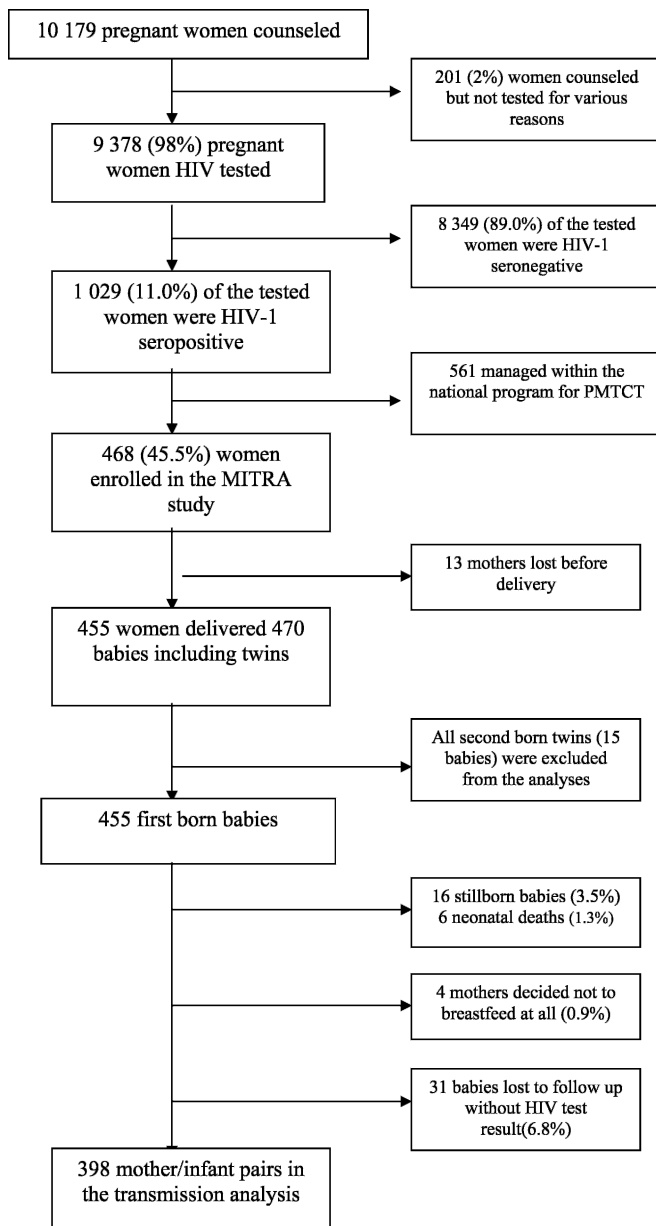 10 179 pregnant women counseled
201 (2%) women counseled
but not tested for various
reasons
9 378 (98%) pregnant
women HIV tested
8 349 (89.0%) of the tested
women were HIV-1
seronegative
1 029 (11.0%) of the tested
women were HIV-1
seropositive
561 managed within the
national program for PMTCT
468 (45.5%) women
enrolled in the MITRA
study
13 mothers lost before
delivery
455 women delivered 470
babies including twins
All second born twins (15
babies) were excluded
from the analyses
455 first born babies
16 stillborn babies (3.5%)
6 neonatal deaths (1.3%)
4 mothers decided not to
breastfeed at all (0.9%)
31 babies lost to follow up
without HIV test
result(6.8%)
398 mother/infant pairs in
the transmission analysis